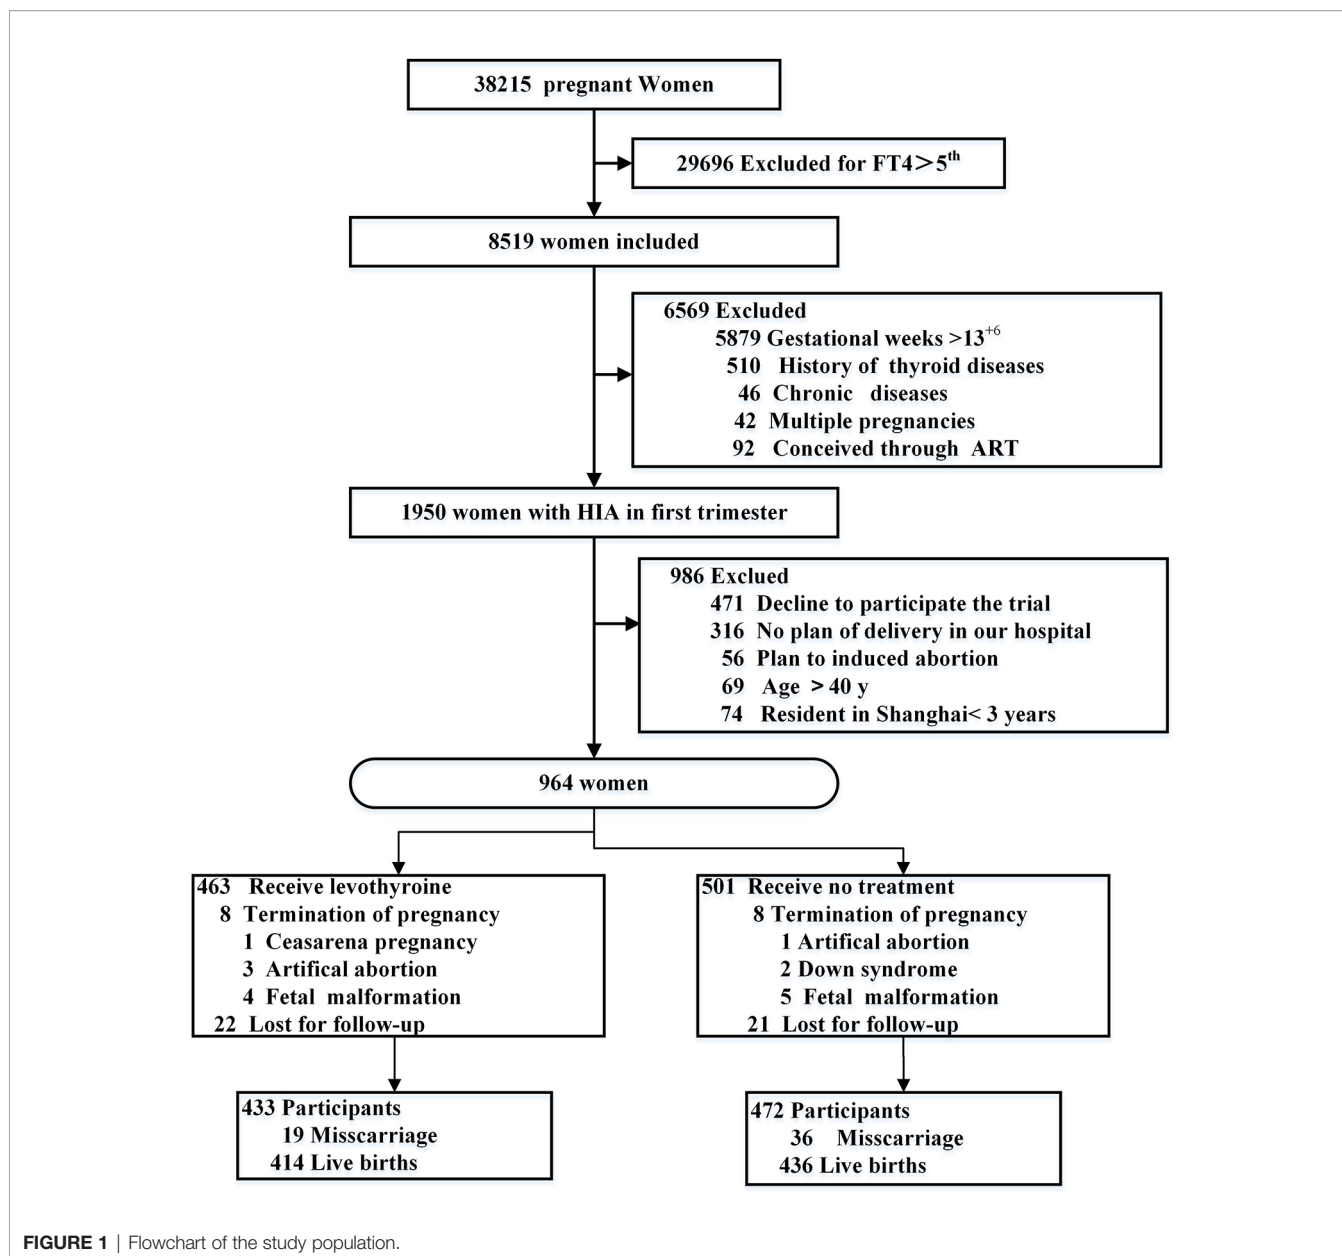 38215 pregnant Women
29696 Excluded for FT4>5th
8519 women included
6569 Excluded
5879 Gestational weeks >13+6
510 History of thyroid diseases
46 Chronic diseases
42 Multiple pregnancies
92 Conceived through ART
1950 women with HIA in first trimester
986 Exclued
471 Decline to participate the trial
316 No plan of delivery in our hospital
56 Plan to induced abortion
69 Age > 40 y
74 Resident in Shanghai< 3 years
964 women
463 Receive levothyroine
8 Termination of pregnancy
1 Ceasarena pregnancy
3 Artifical abortion
4 Fetal malformation
22 Lost for follow-up
501 Receive no treatment
8 Termination of pregnancy
1 Artifical abortion
2 Down syndrome
5 Fetal malformation
21 Lost for follow-up
433 Participants
19 Misscarriage
414 Live births
472 Participants
36 Misscarriage
436 Live births
FIGURE 1 | Flowchart of the study population.